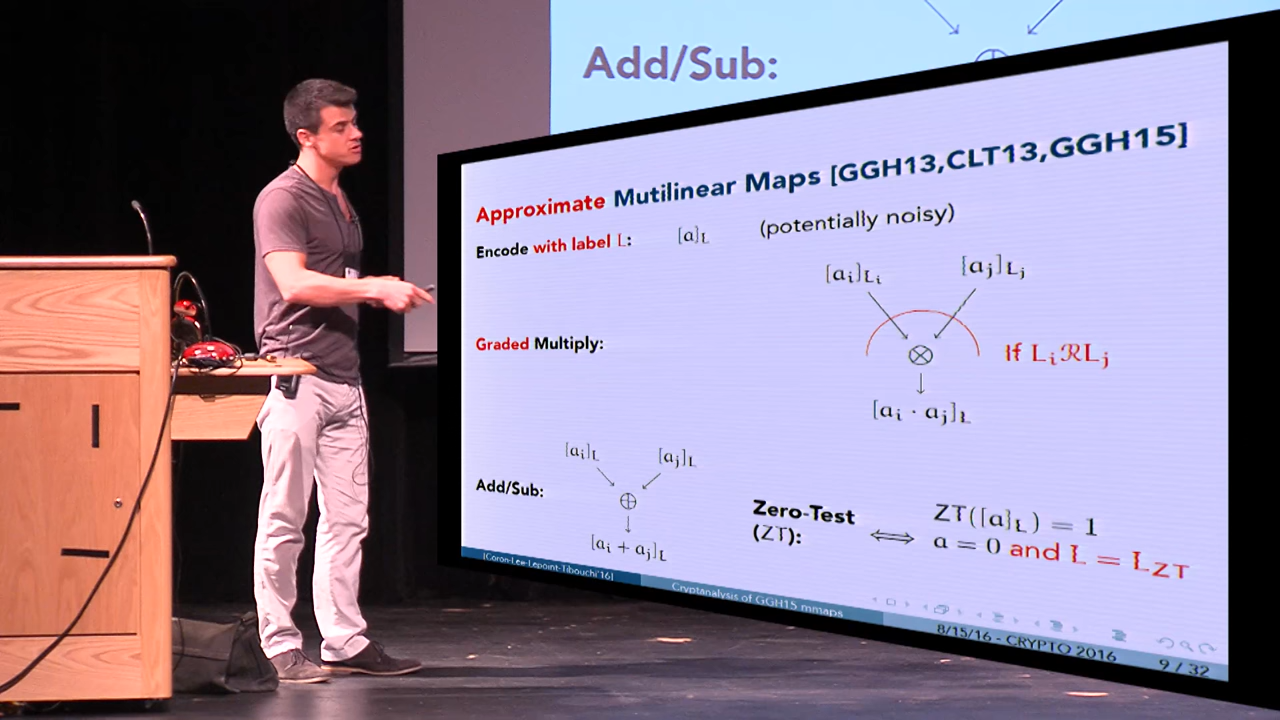 Add/Sub:
Approximate Mutilinear Maps [GGH13,CLT13,GGH15]
Encode with label L: [a]L (potentially noisy)
[ai]Li [aj]Lj
Graded Multiply: ⊗ If LiRLj
[ai · aj]L
[ai]L [aj]L
Add/Sub: ⊕
[ai + aj]L
Zero-Test (ZT): ⟺ ZT([a]L) = 1
a = 0 and L = LZT
[Coron-Lee-Lepoint-Tibouchi'16] Cryptanalysis of GGH15 mmaps 8/15/16 - CRYPTO 2016 9 / 32